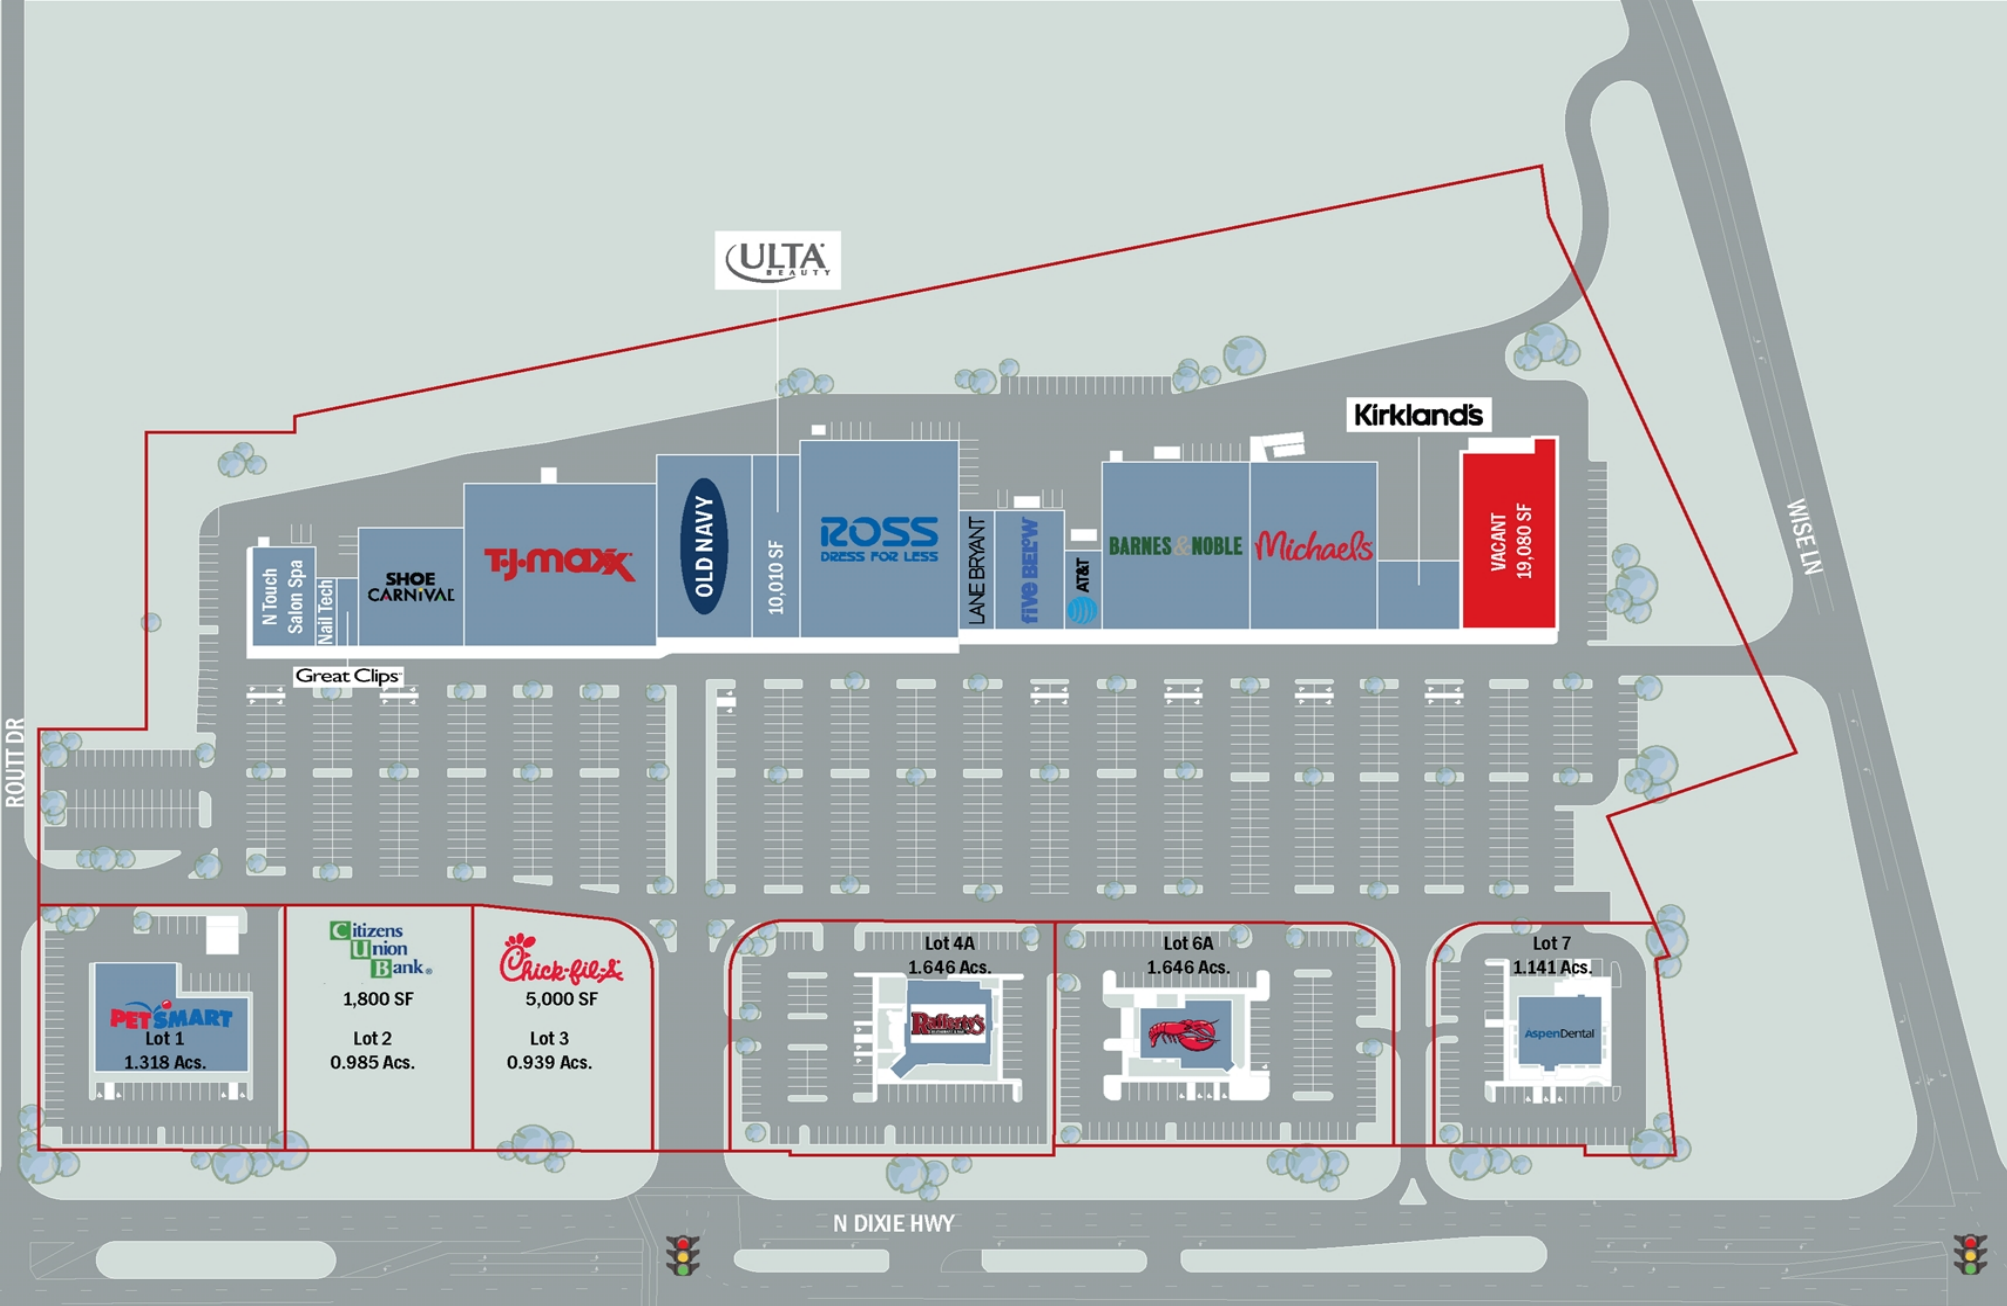 ULTA
BEAUTY
Kirkland's
N Touch
Salon Spa
Nail Tech
Great Clips
SHOE
CARNIVAL
T·J·maxx
OLD NAVY
10,010 SF
ROSS
DRESS FOR LESS
LANE BRYANT
five BELOW
AT&T
BARNES & NOBLE
Michaels
VACANT
19,080 SF
WISE LN
ROUTT DR
PETSMART
Lot 1
1.318 Acs.
Citizens
Union
Bank®
1,800 SF
Lot 2
0.985 Acs.
Chick-fil-A
5,000 SF
Lot 3
0.939 Acs.
Lot 4A
1.646 Acs.
Rafferty's
Lot 6A
1.646 Acs.
Lot 7
1.141 Acs.
AspenDental
N DIXIE HWY